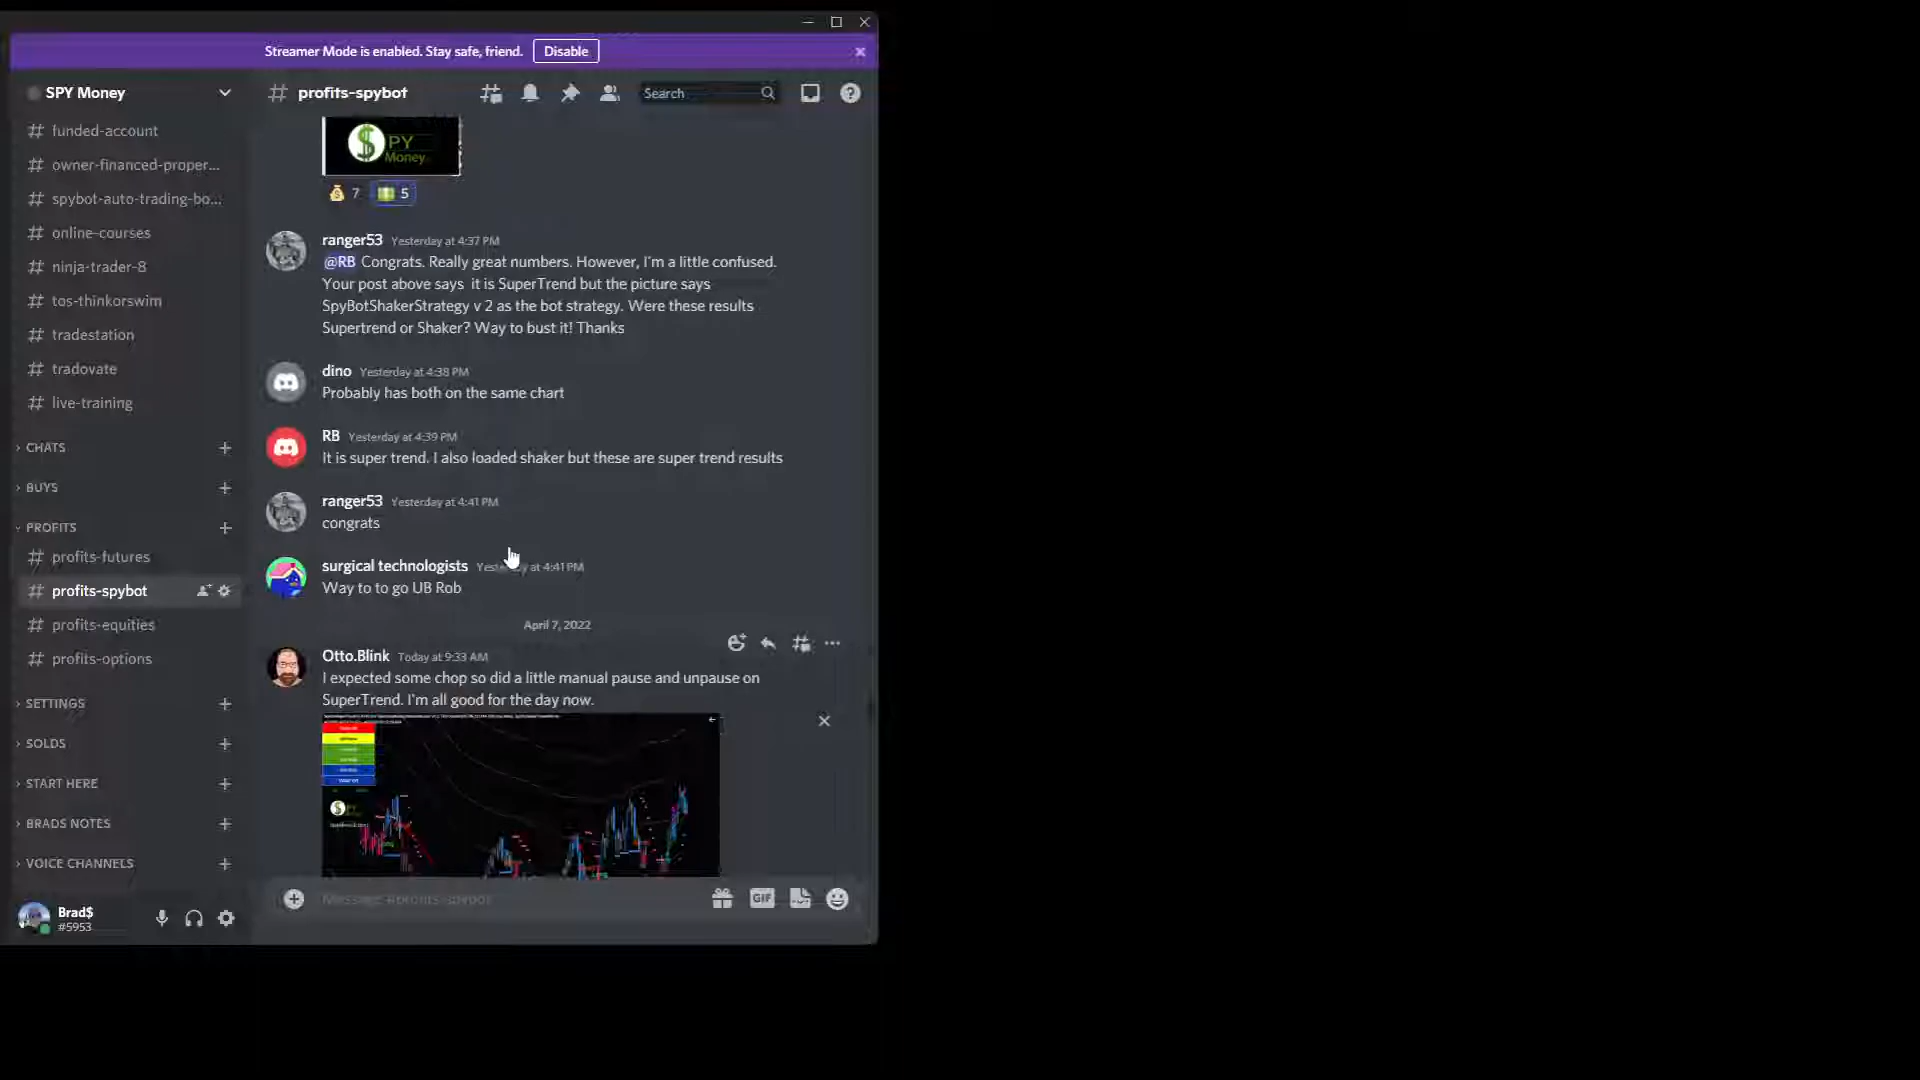 Streamer Mode is enabled. Stay safe, friend. Disable
SPY Money
# funded-account
# owner-financed-proper...
# spybot-auto-trading-bo...
# online-courses
# ninja-trader-8
# tos-thinkorswim
# tradestation
# tradovate
# live-training
CHATS
BUYS
PROFITS
# profits-futures
# profits-spybot
# profits-equities
# profits-options
SETTINGS
SOLDS
START HERE
BRADS NOTES
VOICE CHANNELS
Brad$
#5953
# profits-spybot
Search
$PY
Money
7 5
ranger53 Yesterday at 4:37 PM
@RB Congrats. Really great numbers. However, I'm a little confused.
Your post above says it is SuperTrend but the picture says
SpyBotShakerStrategy v 2 as the bot strategy. Were these results
Supertrend or Shaker? Way to bust it! Thanks
dino Yesterday at 4:38 PM
Probably has both on the same chart
RB Yesterday at 4:39 PM
It is super trend. I also loaded shaker but these are super trend results
ranger53 Yesterday at 4:41 PM
congrats
surgical technologists Yesterday at 4:41 PM
Way to to go UB Rob
April 7, 2022
Otto.Blink Today at 9:33 AM
I expected some chop so did a little manual pause and unpause on
SuperTrend. I'm all good for the day now.
$PY
Message #profits-spybot
GIF